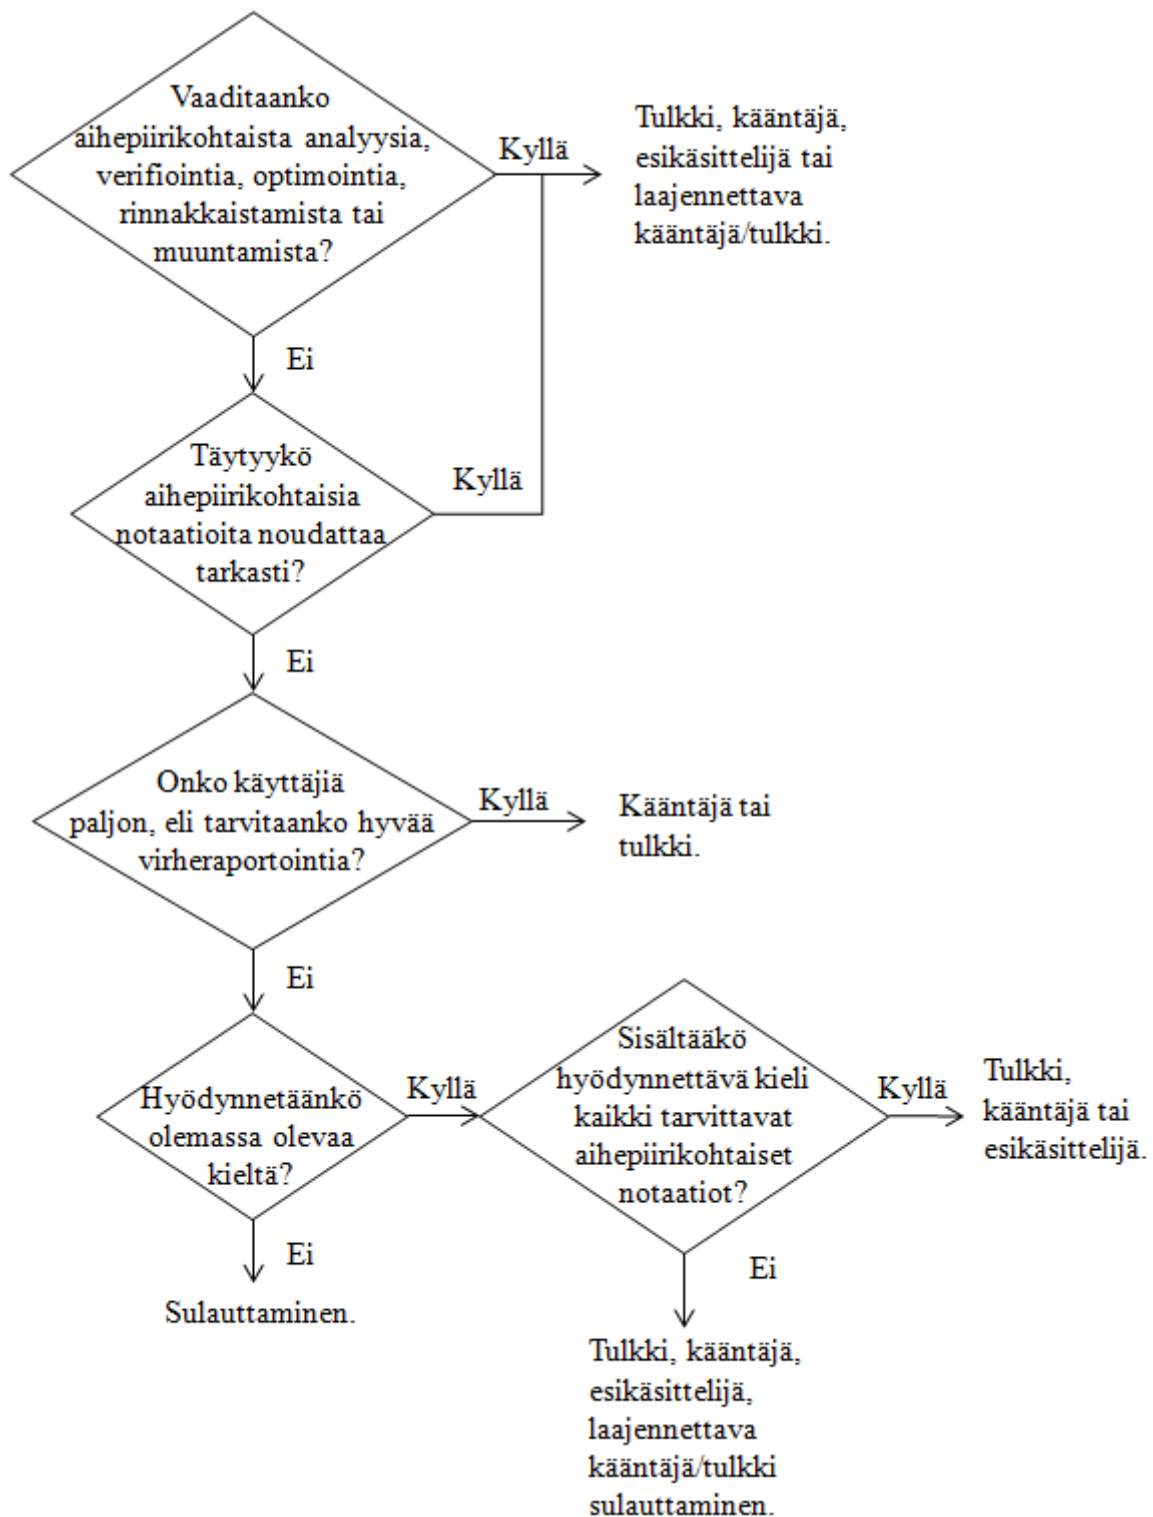 Vaaditaanko
aihepiirikohtaista analyysia,
verifiointia, optimointia,
rinnakkaistamista tai
muuntamista?
Kyllä
Tulkki, kääntäjä,
esikäsittelijä tai
laajennettava
kääntäjä/tulkki.
Ei
Täytyykö
aihepiirikohtaisia
notaatioita noudattaa
tarkasti?
Kyllä
Ei
Onko käyttäjiä
paljon, eli tarvitaanko hyvää
virheraportointia?
Kyllä
Kääntäjä tai
tulkki.
Ei
Hyödynnetäänkö
olemassa olevaa
kieltä?
Kyllä
Sisältääkö
hyödynnettävä kieli
kaikki tarvittavat
aihepiirikohtaiset
notaatiot?
Kyllä
Tulkki,
kääntäjä tai
esikäsittelijä.
Ei
Sulauttaminen.
Ei
Tulkki, kääntäjä,
esikäsittelijä,
laajennettava
kääntäjä/tulkki
sulauttaminen.